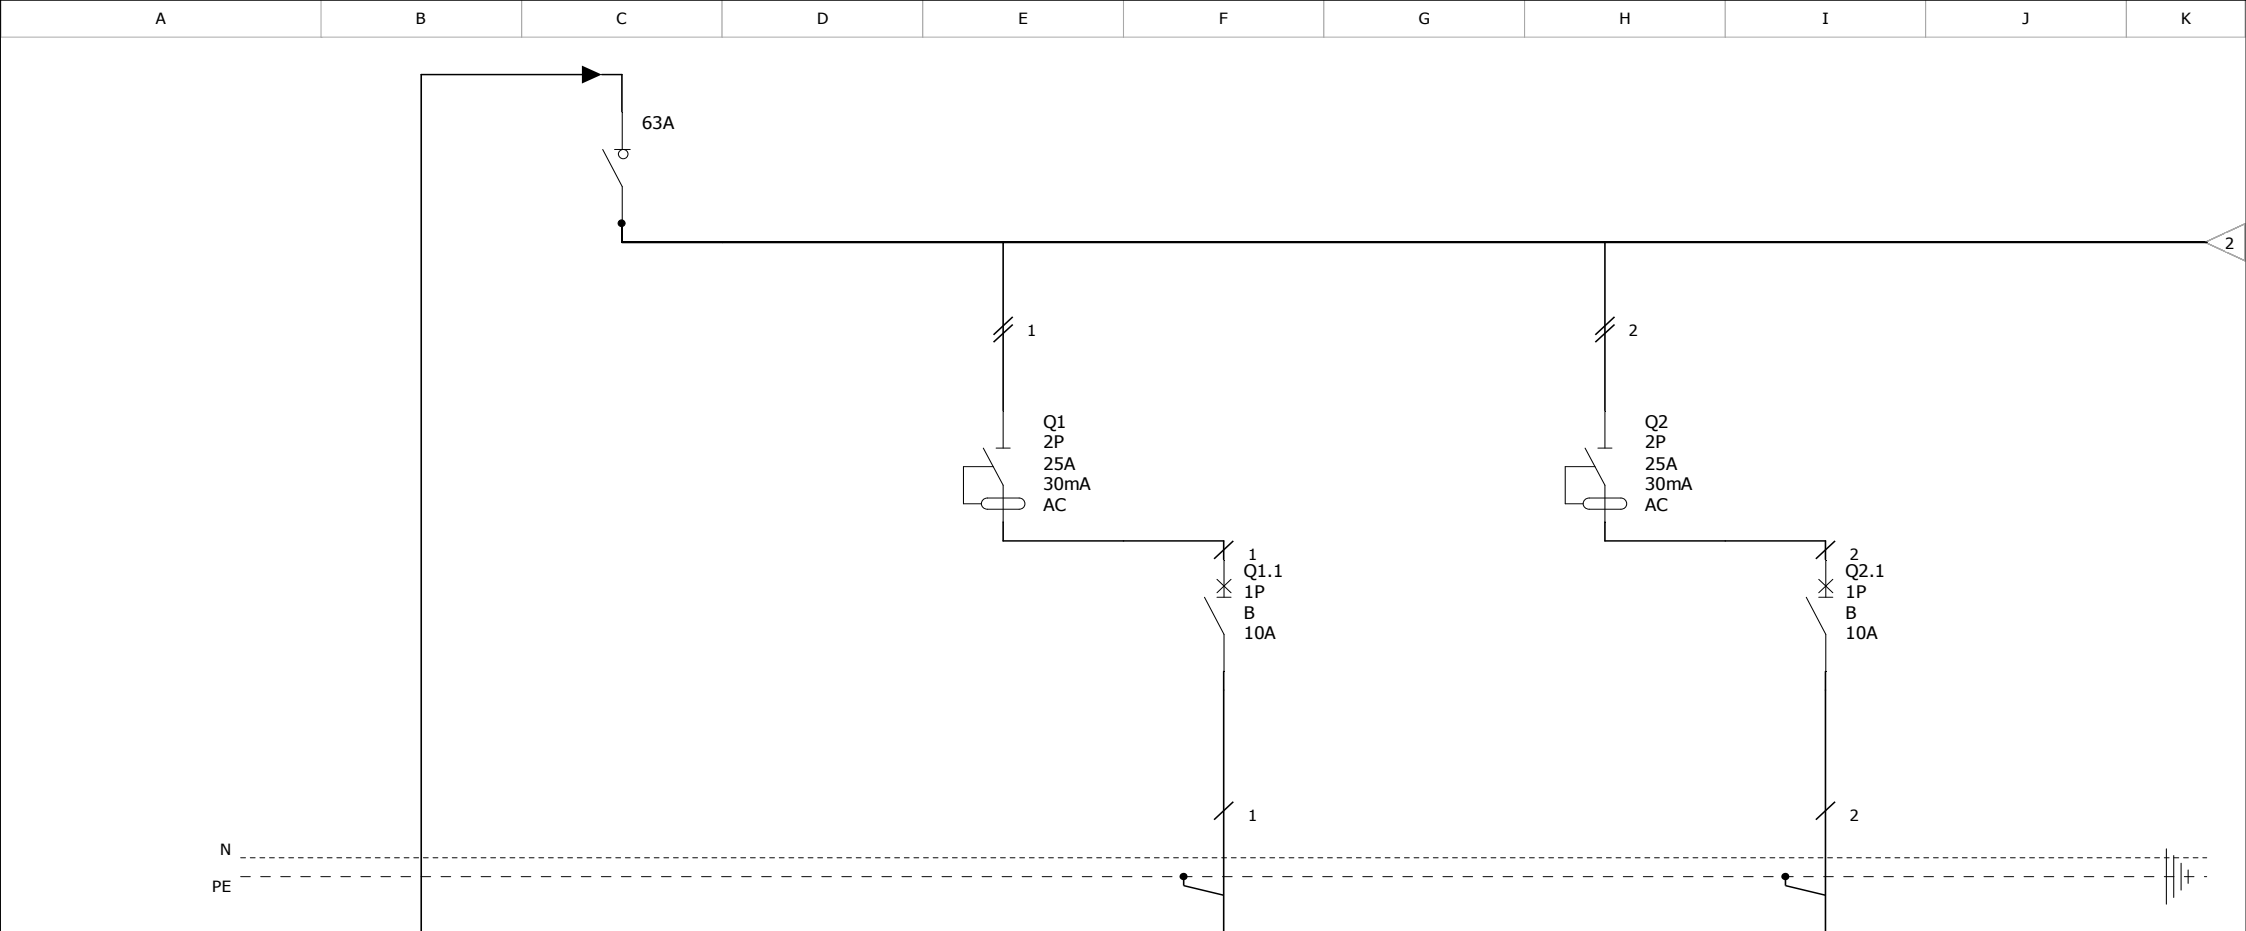 A B C D E F G H I J K
63A
2
1
2
Q1
2P
25A
30mA
AC
Q2
2P
25A
30mA
AC
1
Q1.1
1P
B
10A
2
Q2.1
1P
B
10A
1
2
N
PE